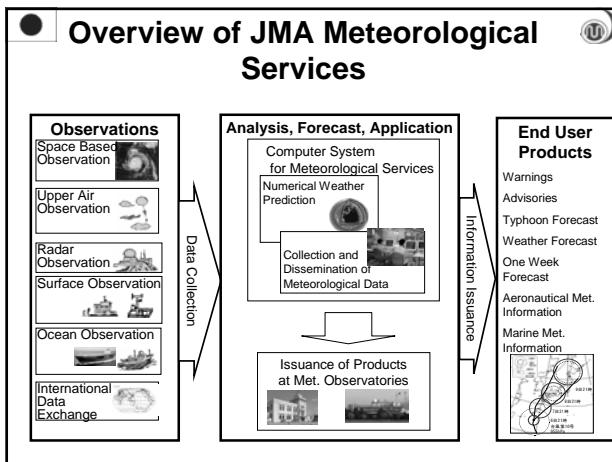 Overview of JMA Meteorological
Services
Observations
Space Based
Observation
Upper Air
Observation
Radar
Observation
Surface Observation
Ocean Observation
International
Data
Exchange
Data Collection
Analysis, Forecast, Application
Computer System
for Meteorological Services
Numerical Weather
Prediction
Collection and
Dissemination of
Meteorological Data
Issuance of Products
at Met. Observatories
Information Issuance
End User
Products
Warnings
Advisories
Typhoon Forecast
Weather Forecast
One Week
Forecast
Aeronautical Met.
Information
Marine Met.
Information